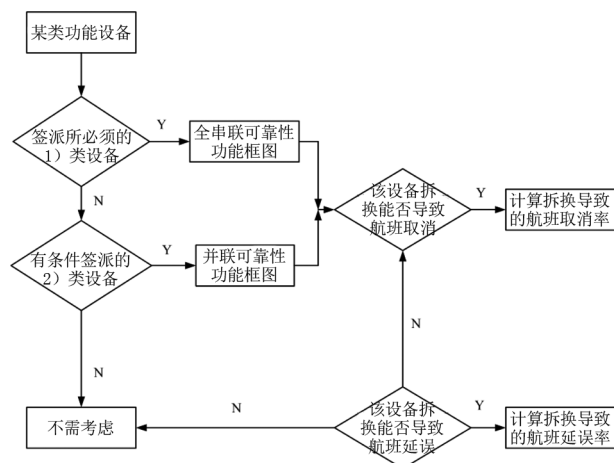 某类功能设备
签派所必须的
1）类设备
Y
全串联可靠性
功能框图
N
有条件签派的
2）类设备
Y
并联可靠性
功能框图
该设备拆
换能否导致
航班取消
Y
计算拆换导致
的航班取消率
N
N
不需考虑
N
该设备拆
换能否导致
航班延误
Y
计算拆换导致
的航班延误率